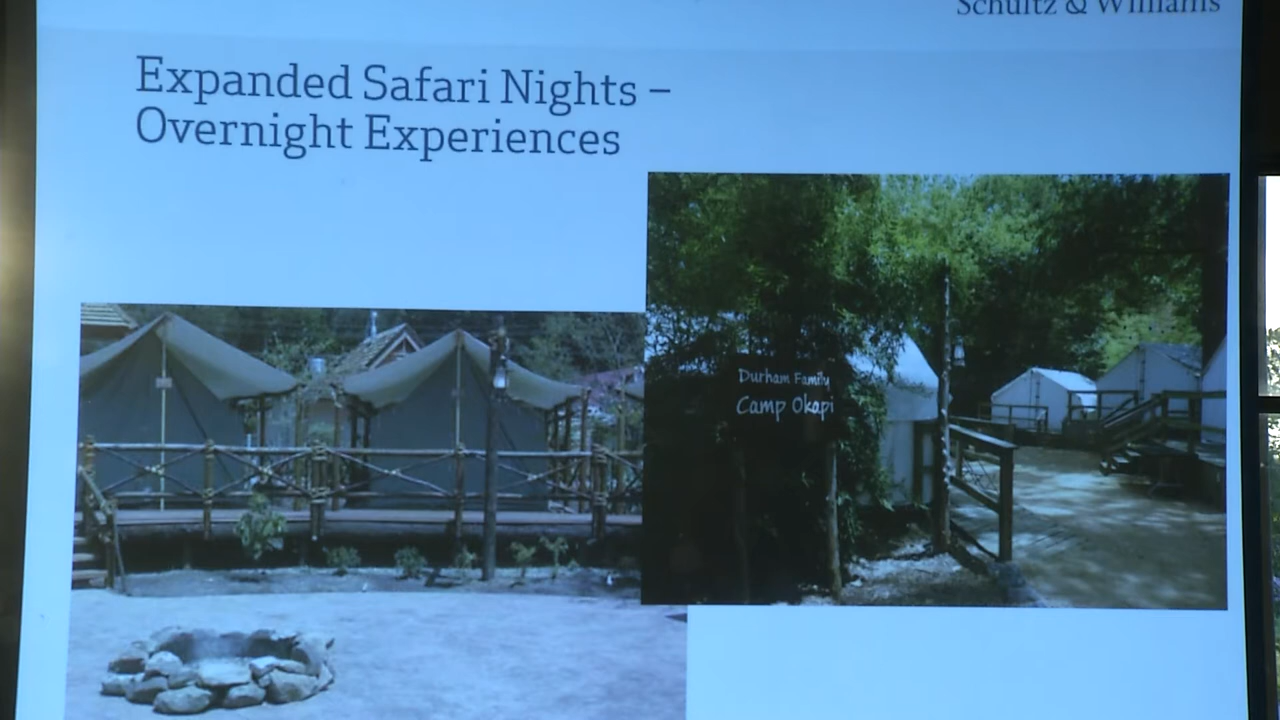 Schultz & Williams
Expanded Safari Nights –
Overnight Experiences
Durham Family
Camp Okapi